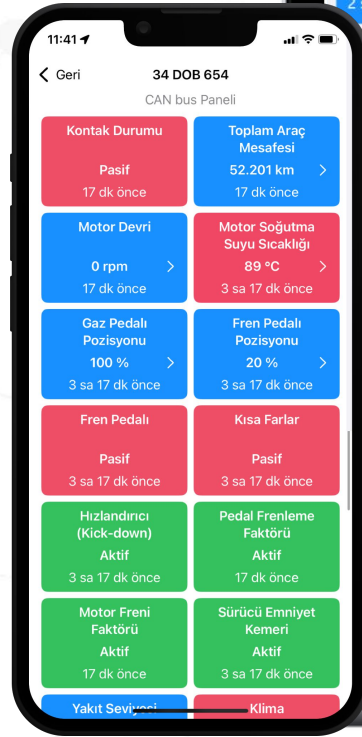 11:41
Geri
34 DOB 654
CAN bus Paneli
Kontak Durumu
Pasif
17 dk önce
Toplam Araç
Mesafesi
52.201 km
17 dk önce
Motor Devri
0 rpm
17 dk önce
Motor Soğutma
Suyu Sıcaklığı
89 °C
3 sa 17 dk önce
Gaz Pedalı
Pozisyonu
100 %
3 sa 17 dk önce
Fren Pedalı
Pozisyonu
20 %
3 sa 17 dk önce
Fren Pedalı
Pasif
3 sa 17 dk önce
Kısa Farlar
Pasif
3 sa 17 dk önce
Hızlandırıcı
(Kick-down)
Aktif
3 sa 17 dk önce
Pedal Frenleme
Faktörü
Aktif
17 dk önce
Motor Freni
Faktörü
Aktif
17 dk önce
Sürücü Emniyet
Kemeri
Aktif
3 sa 17 dk önce
Yakıt Seviyesi
Klima